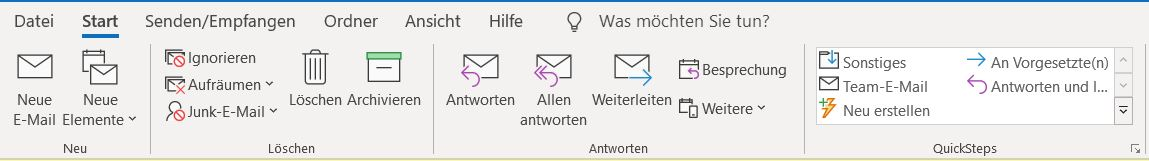 Datei Start Senden/Empfangen Ordner Ansicht Hilfe Was möchten Sie tun?
Neue
E-Mail
Neue
Elemente
Neu
Ignorieren
Aufräumen
Junk-E-Mail
Löschen
Archivieren
Löschen
Antworten
Allen
antworten
Weiterleiten
Besprechung
Weitere
Antworten
Sonstiges
Team-E-Mail
Neu erstellen
An Vorgesetzte(n)
Antworten und l...
QuickSteps